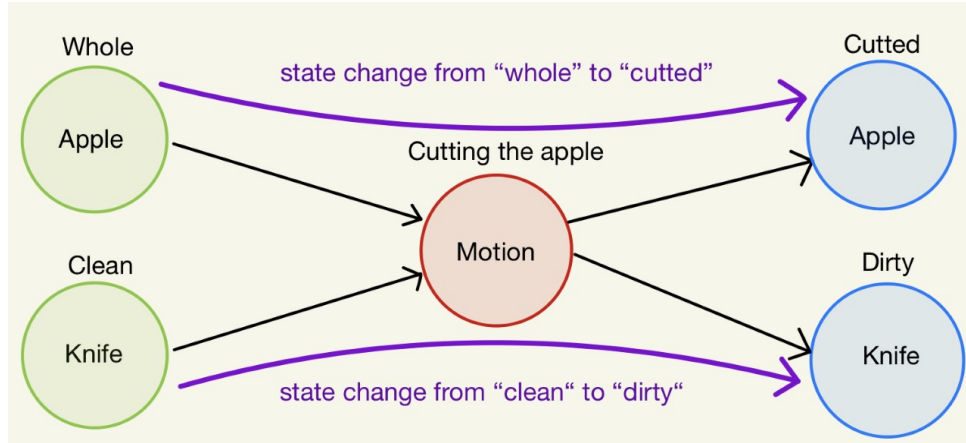 Whole
Cutted
state change from “whole” to “cutted”
Apple
Apple
Cutting the apple
Motion
Clean
Dirty
Knife
Knife
state change from “clean“ to “dirty“